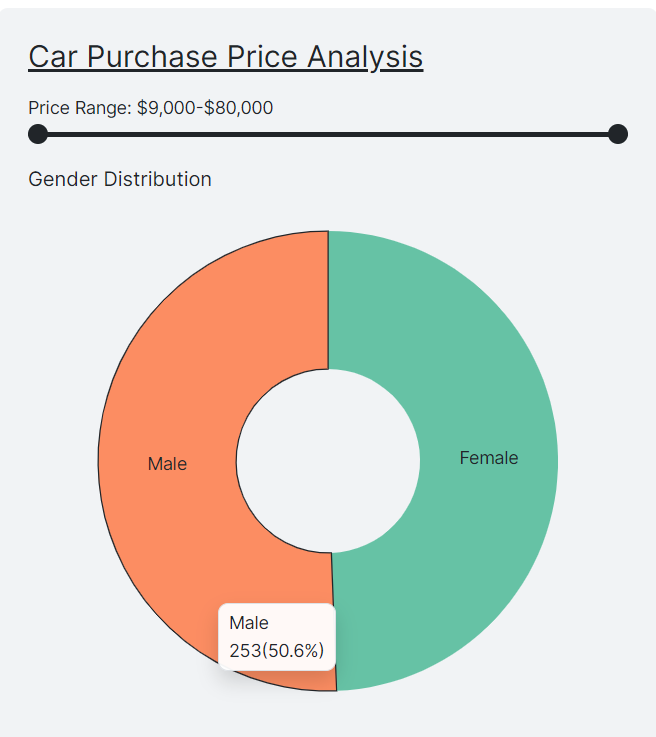 Car Purchase Price Analysis
Price Range: $9,000-$80,000
Gender Distribution
Male
Female
Male
253(50.6%)